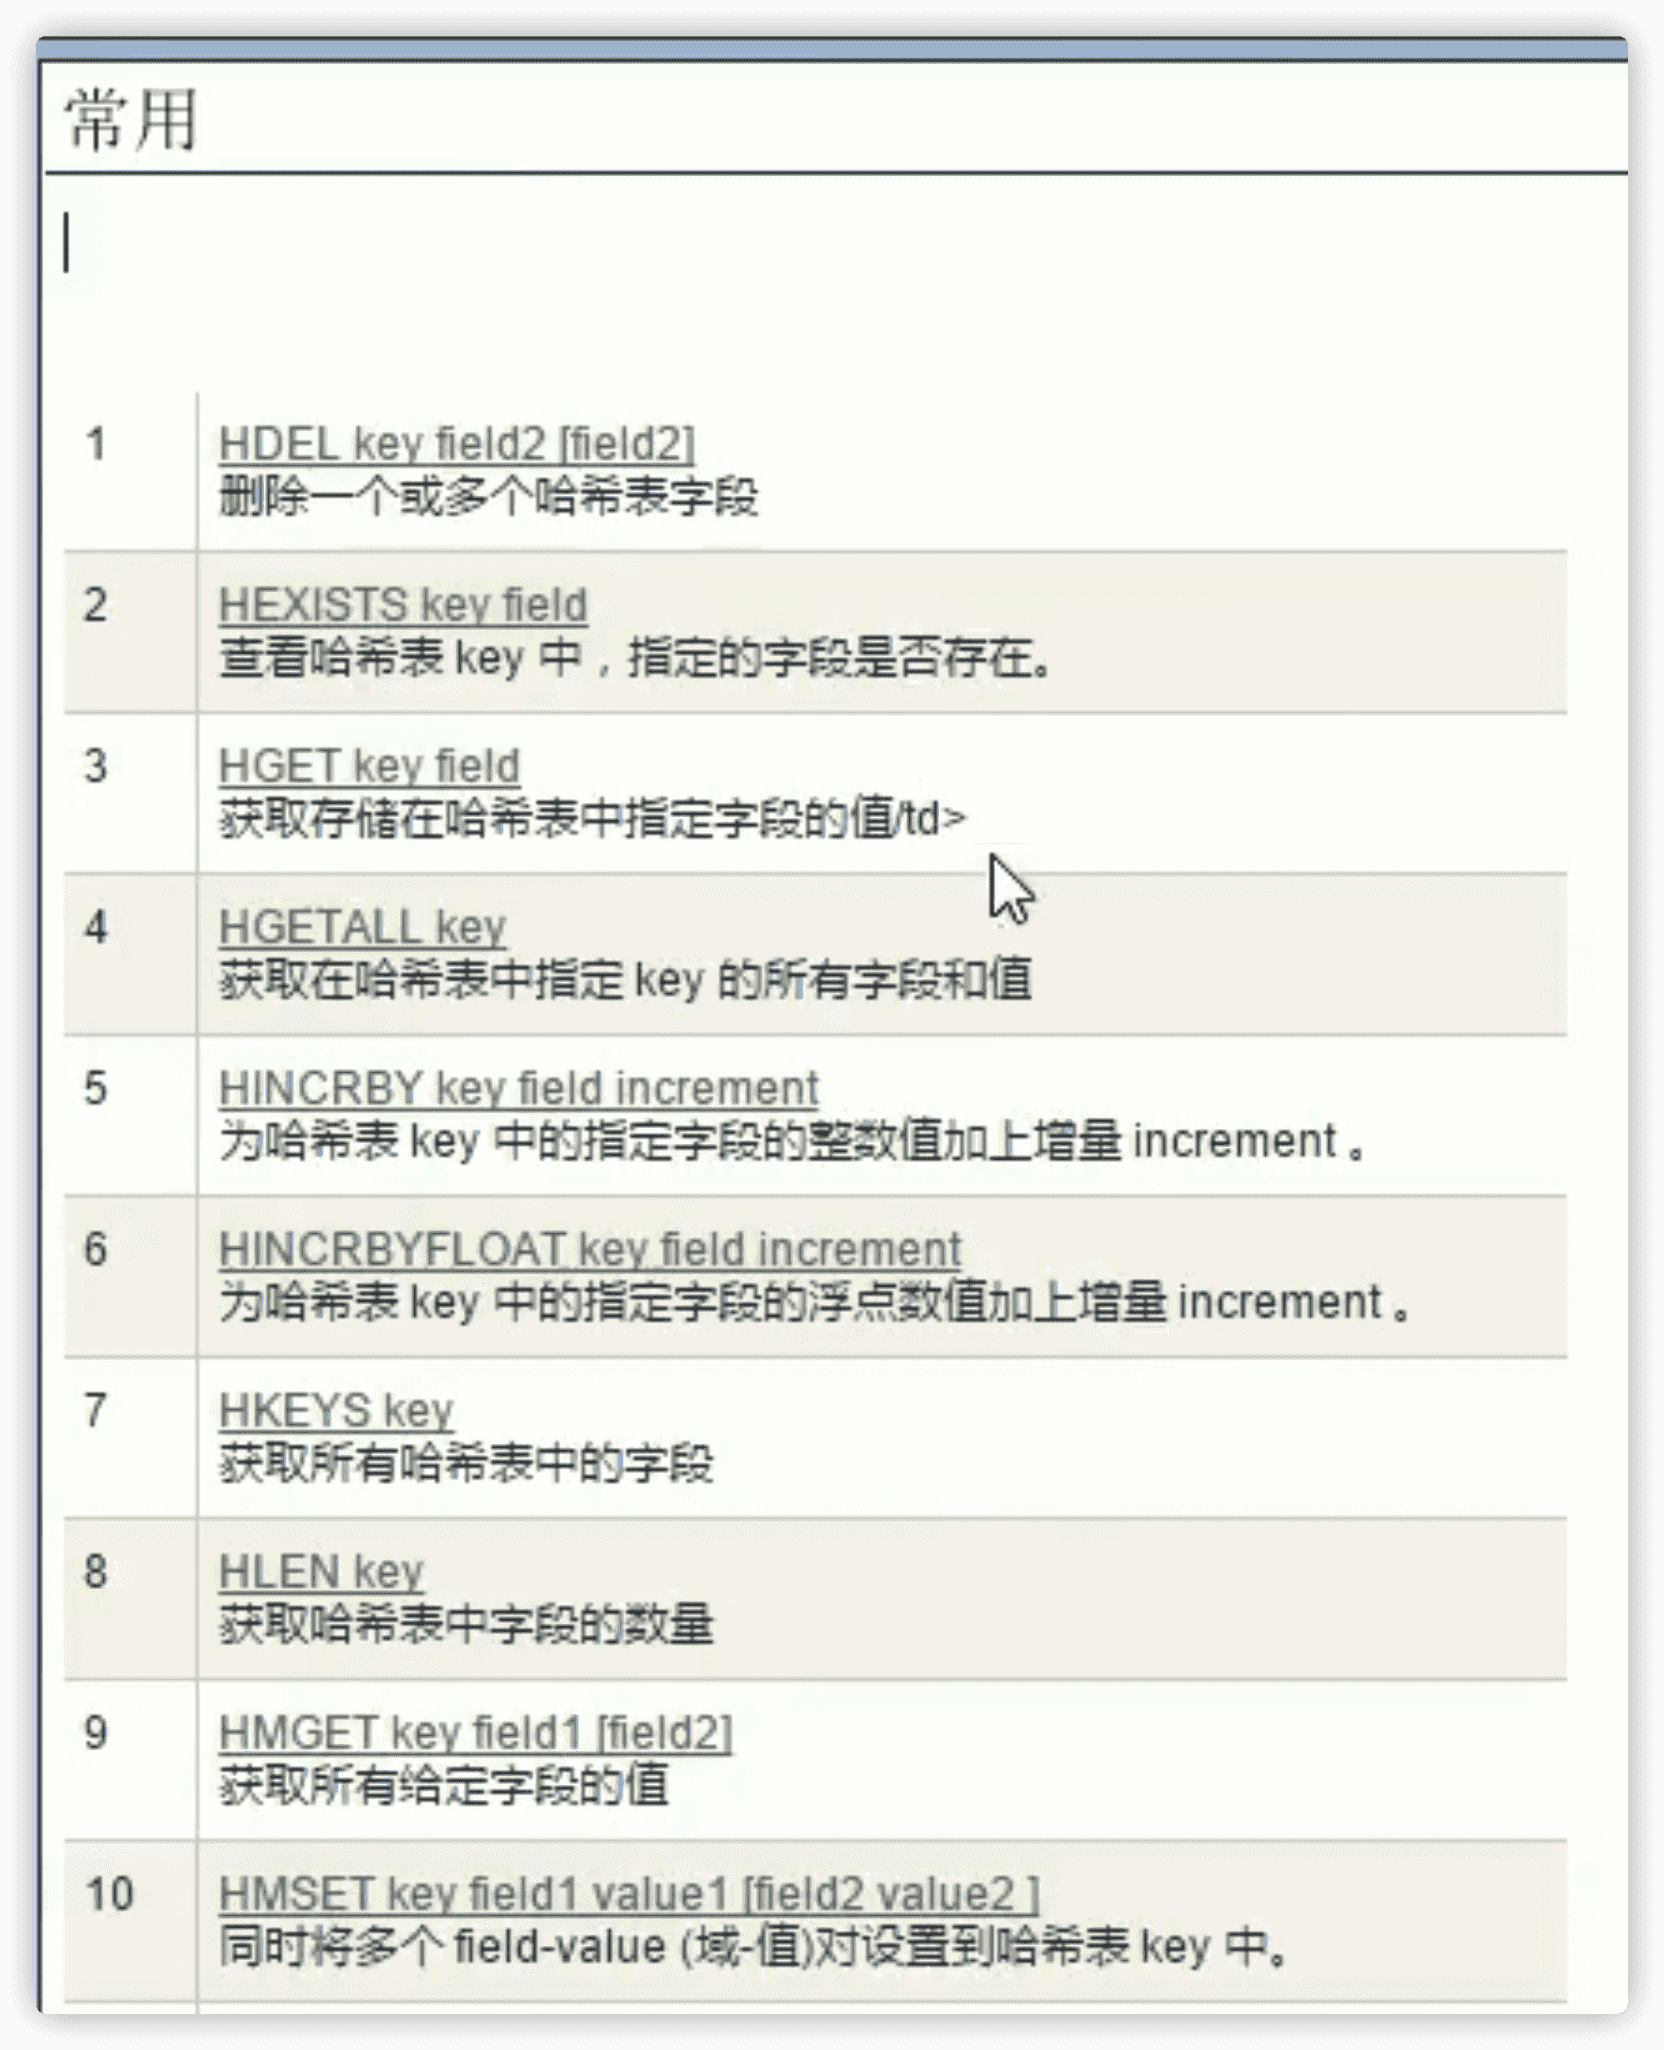 常用
1
HDEL key field2 [field2]
删除一个或多个哈希表字段
2
HEXISTS key field
查看哈希表 key 中，指定的字段是否存在。
3
HGET key field
获取存储在哈希表中指定字段的值/td>
4
HGETALL key
获取在哈希表中指定 key 的所有字段和值
5
HINCRBY key field increment
为哈希表 key 中的指定字段的整数值加上增量 increment 。
6
HINCRBYFLOAT key field increment
为哈希表 key 中的指定字段的浮点数值加上增量 increment 。
7
HKEYS key
获取所有哈希表中的字段
8
HLEN key
获取哈希表中字段的数量
9
HMGET key field1 [field2]
获取所有给定字段的值
10
HMSET key field1 value1 [field2 value2 ]
同时将多个 field-value (域-值)对设置到哈希表 key 中。